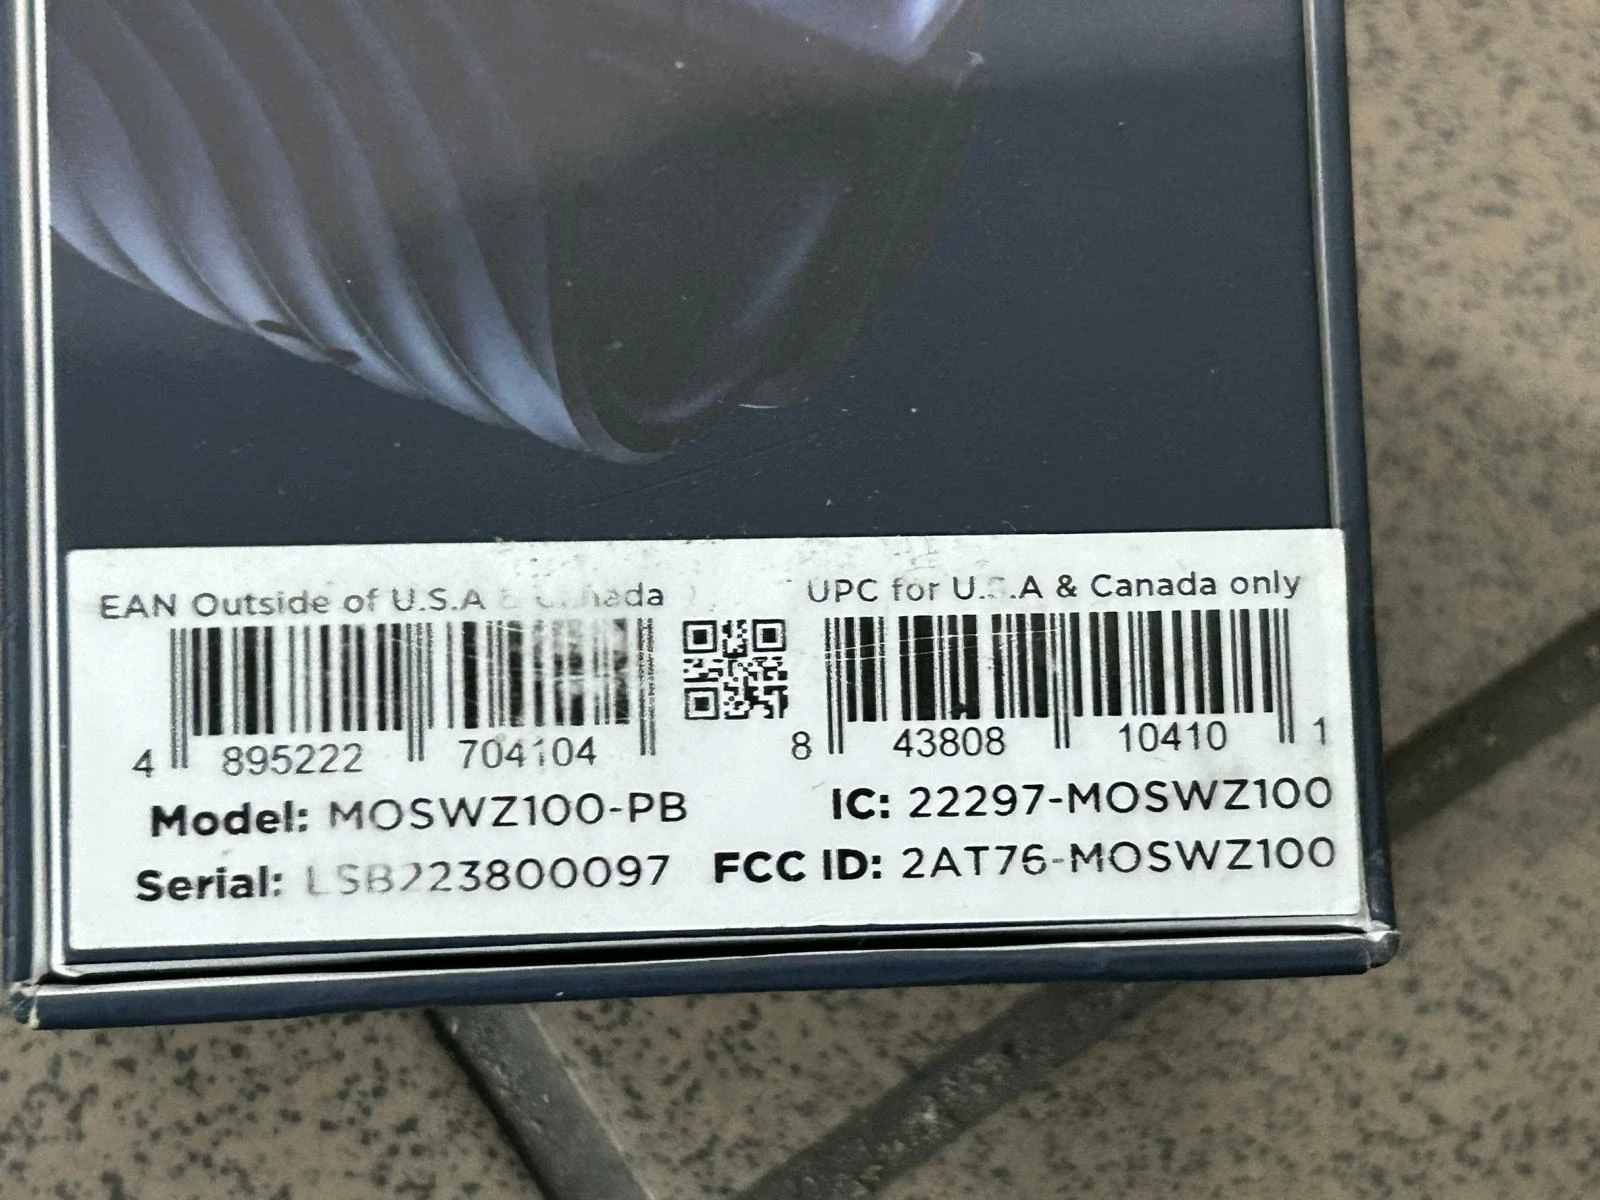 EAN Outside of U.S.A & Canada
UPC for U.S.A & Canada only
4 895222 704104
8 43808 10410 1
Model: MOSWZ100-PB
IC: 22297-MOSWZ100
Serial: LSB223800097
FCC ID: 2AT76-MOSWZ100